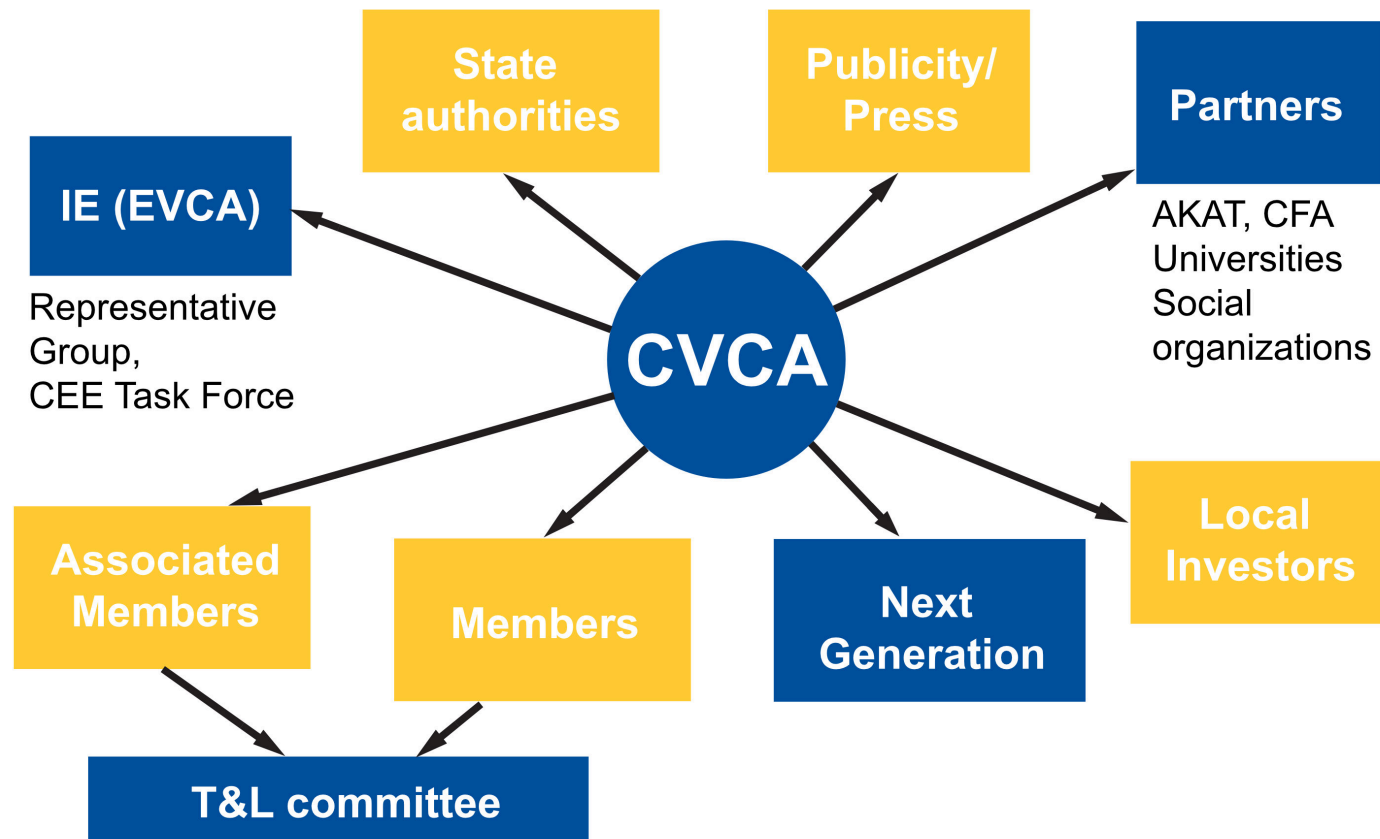 State
authorities
Publicity/
Press
Partners
IE (EVCA)
AKAT, CFA
Universities
Social
organizations
Representative
Group,
CEE Task Force
CVCA
Associated
Members
Members
Next
Generation
Local
Investors
T&L committee